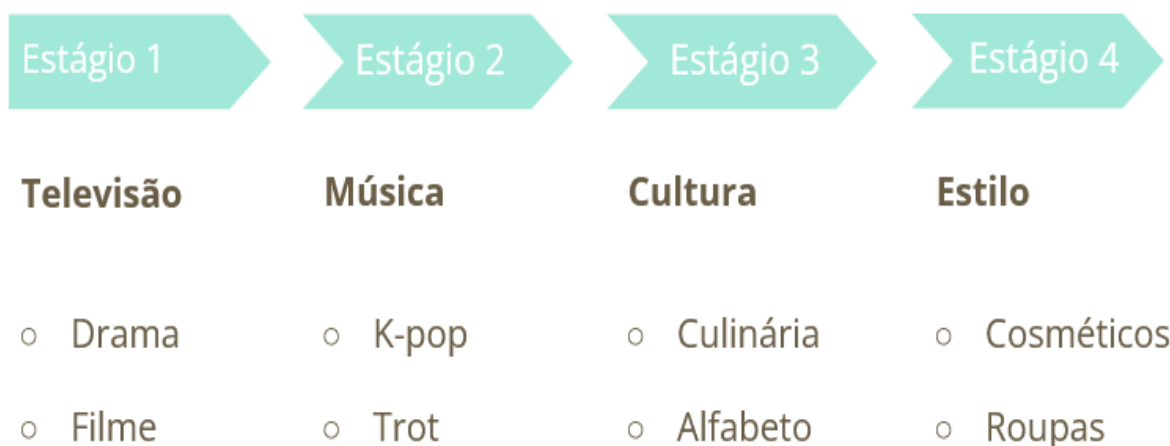 Estágio 1
Estágio 2
Estágio 3
Estágio 4
Televisão
Música
Cultura
Estilo
○ Drama
○ K-pop
○ Culinária
○ Cosméticos
○ Filme
○ Trot
○ Alfabeto
○ Roupas